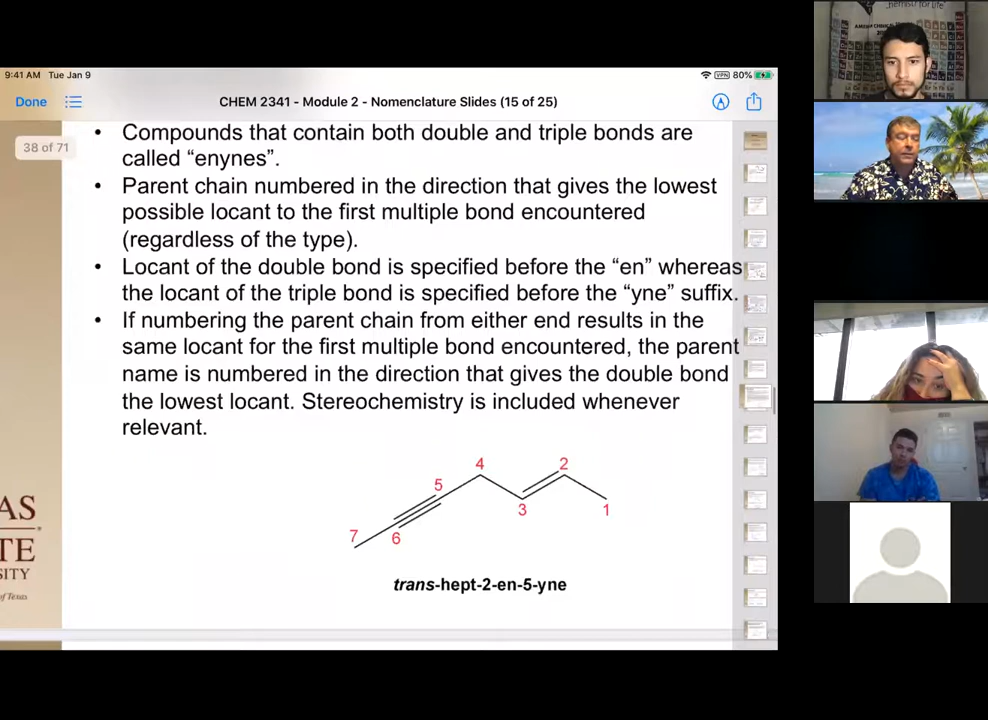 9:41 AM Tue Jan 9
VPN 80%
Done
CHEM 2341 - Module 2 - Nomenclature Slides (15 of 25)
38 of 71
• Compounds that contain both double and triple bonds are
called “enynes”.
• Parent chain numbered in the direction that gives the lowest
possible locant to the first multiple bond encountered
(regardless of the type).
• Locant of the double bond is specified before the “en” whereas
the locant of the triple bond is specified before the “yne” suffix.
• If numbering the parent chain from either end results in the
same locant for the first multiple bond encountered, the parent
name is numbered in the direction that gives the double bond
the lowest locant. Stereochemistry is included whenever
relevant.
4 2
5
3 1
7 6
trans-hept-2-en-5-yne
AS
TE
SITY
of Texas